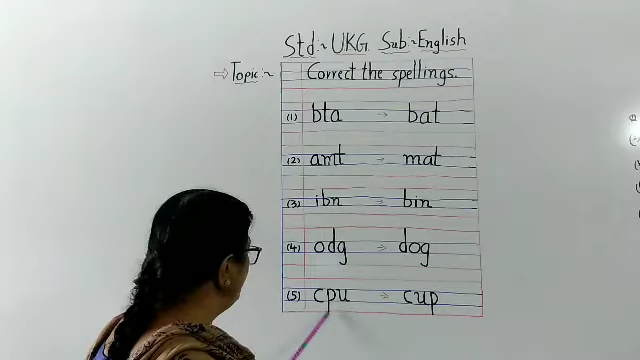 Std:~ UKG Sub:~ English
⇨ Topic:~ Correct the spellings.
(1) bta → bat
(2) amt → mat
(3) ibn → bin
(4) odg → dog
(5) cpu → cup